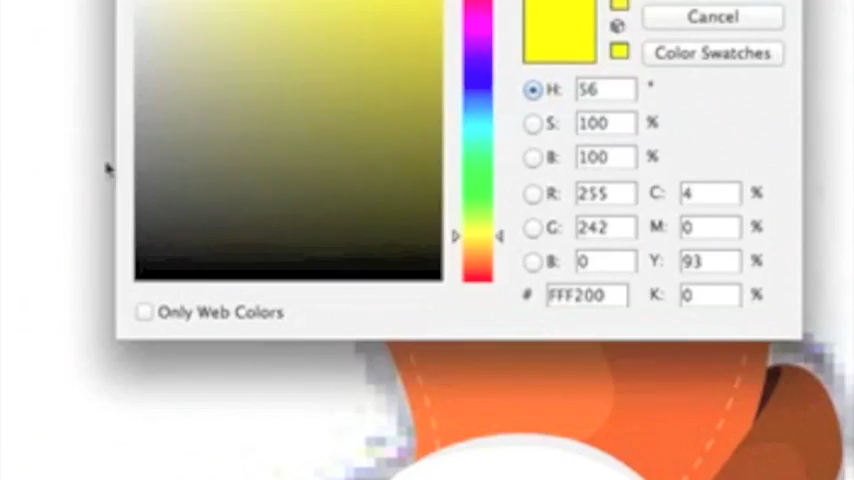 Cancel
Color Swatches
H: 56 °
S: 100 %
B: 100 %
R: 255 C: 4 %
G: 242 M: 0 %
B: 0 Y: 93 %
# FFF200 K: 0 %
Only Web Colors